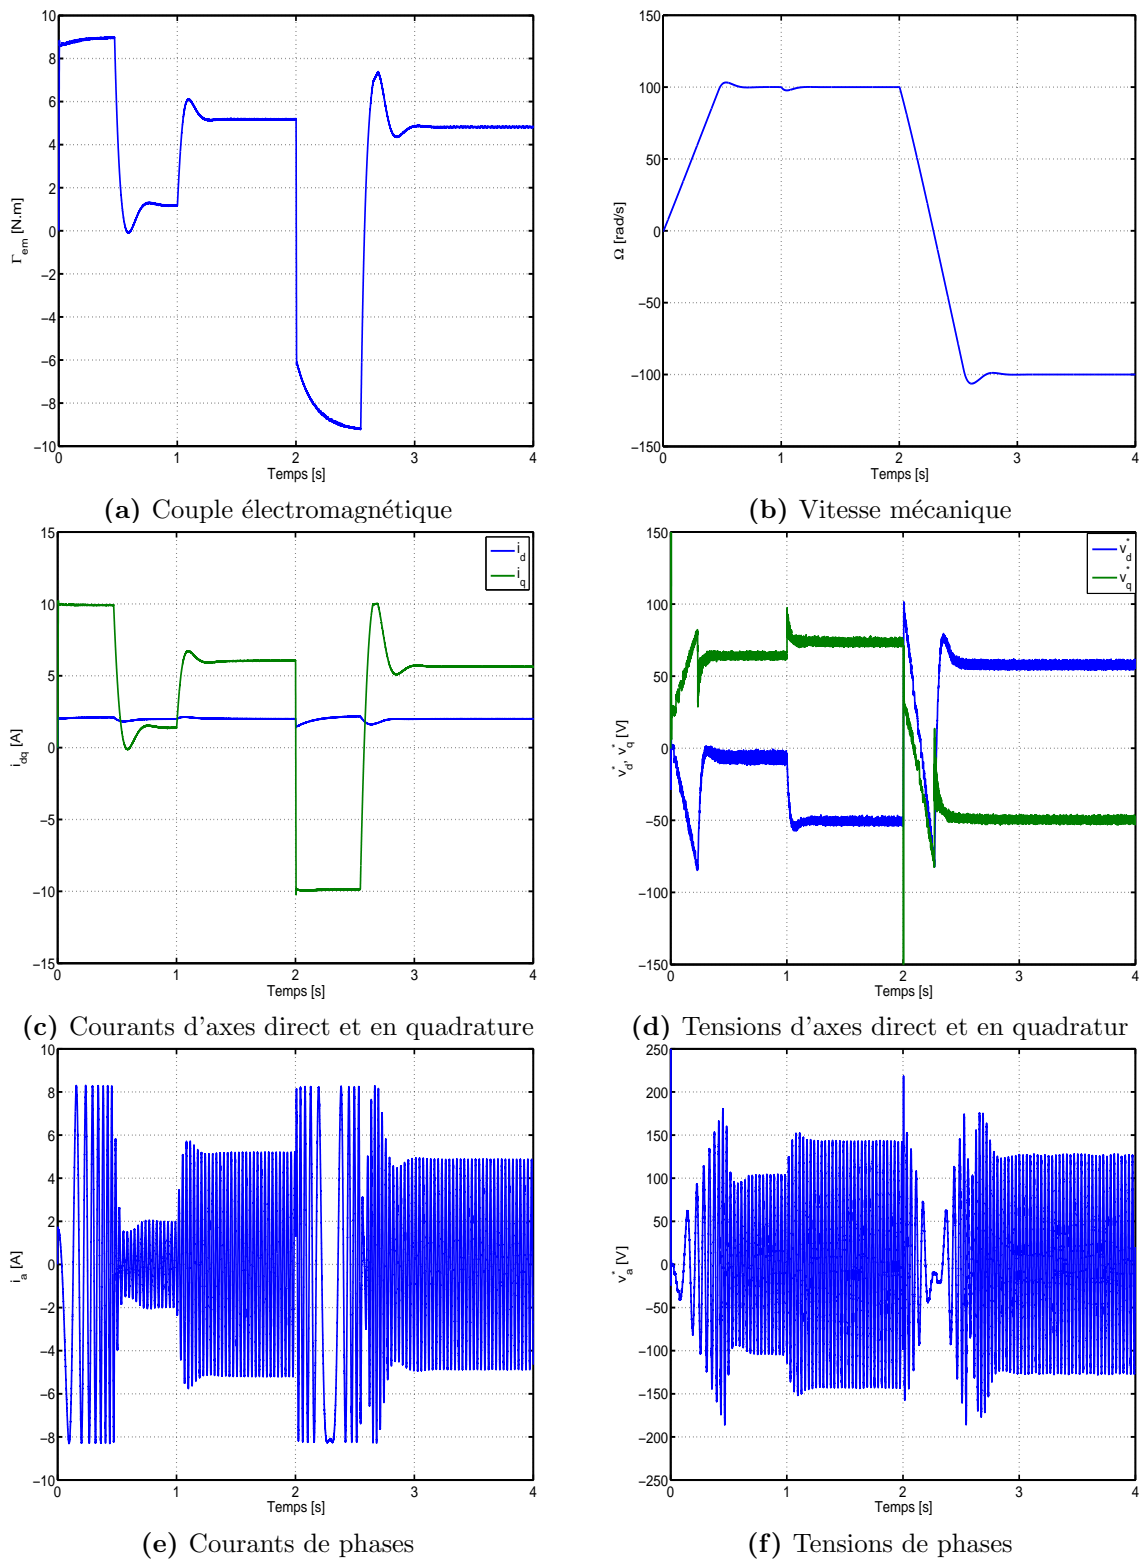 10
8
6
4
2
0
−2
−4
−6
−8
−10
0 1 2 3 4
Γem [N.m]
Temps [s]
(a) Couple électromagnétique
150
100
50
0
−50
−100
−150
0 1 2 3 4
Ω [rad/s]
Temps [s]
(b) Vitesse mécanique
15
10
5
0
−5
−10
−15
0 1 2 3 4
idq [A]
Temps [s]
id
iq
(c) Courants d'axes direct et en quadrature
150
100
50
0
−50
−100
−150
0 1 2 3 4
vd*, vq* [V]
Temps [s]
vd*
vq*
(d) Tensions d'axes direct et en quadratur
10
8
6
4
2
0
−2
−4
−6
−8
−10
0 1 2 3 4
ia [A]
Temps [s]
(e) Courants de phases
250
200
150
100
50
0
−50
−100
−150
−200
−250
0 1 2 3 4
va* [V]
Temps [s]
(f) Tensions de phases